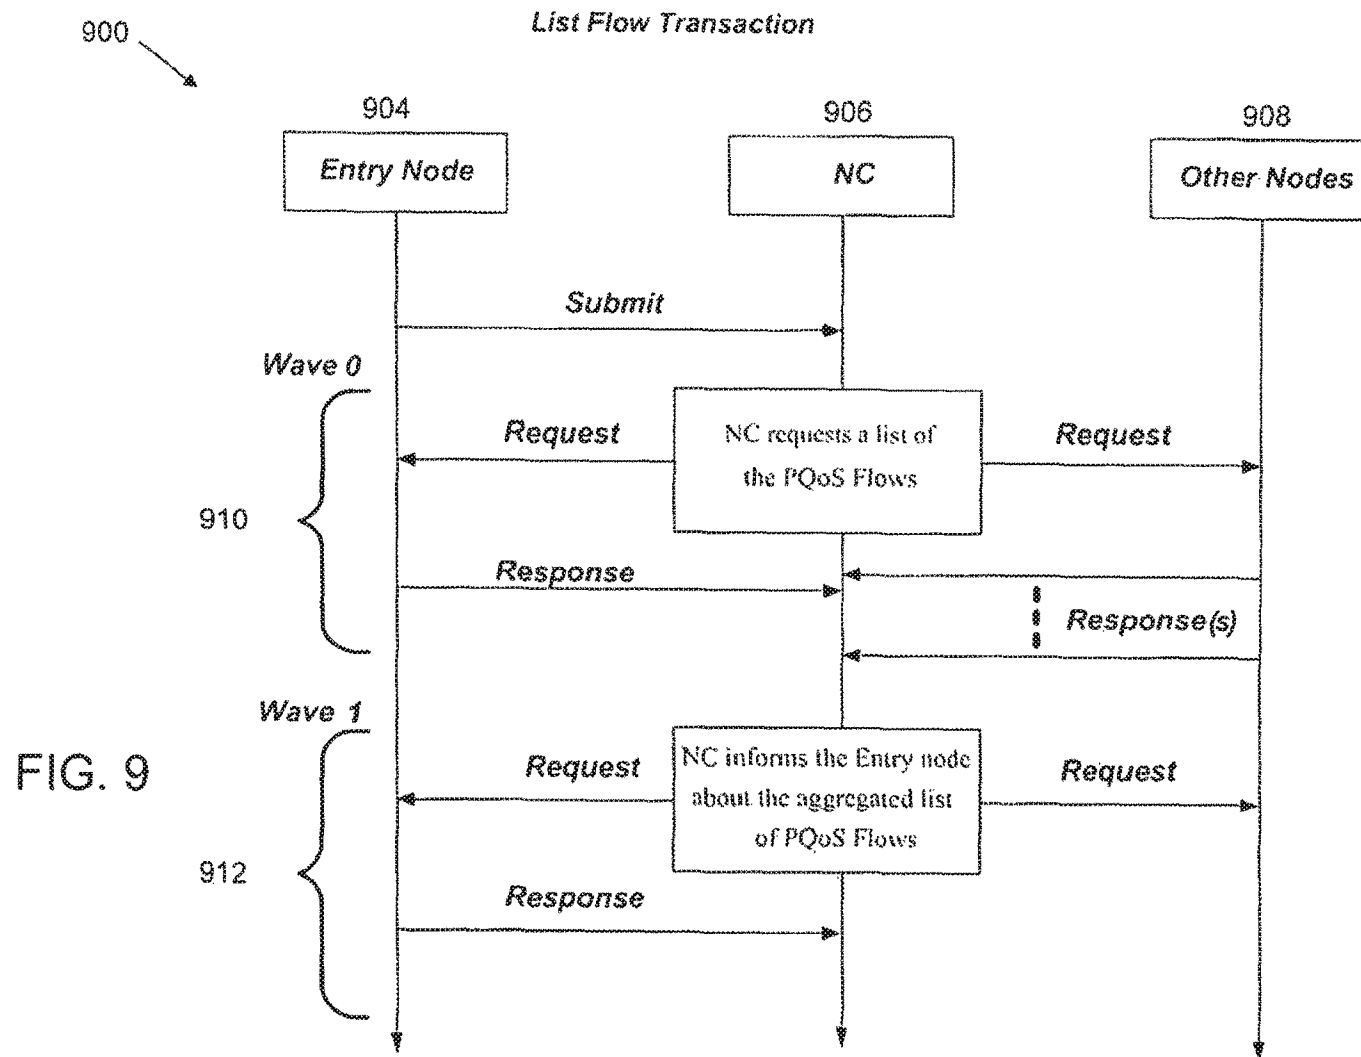 List Flow Transaction
900
904
906
908
Entry Node
NC
Other Nodes
Submit
Wave 0
Request
NC requests a list of
the PQoS Flows
Request
910
Response
Response(s)
Wave 1
FIG. 9
Request
NC informs the Entry node
about the aggregated list
of PQoS Flows
Request
912
Response